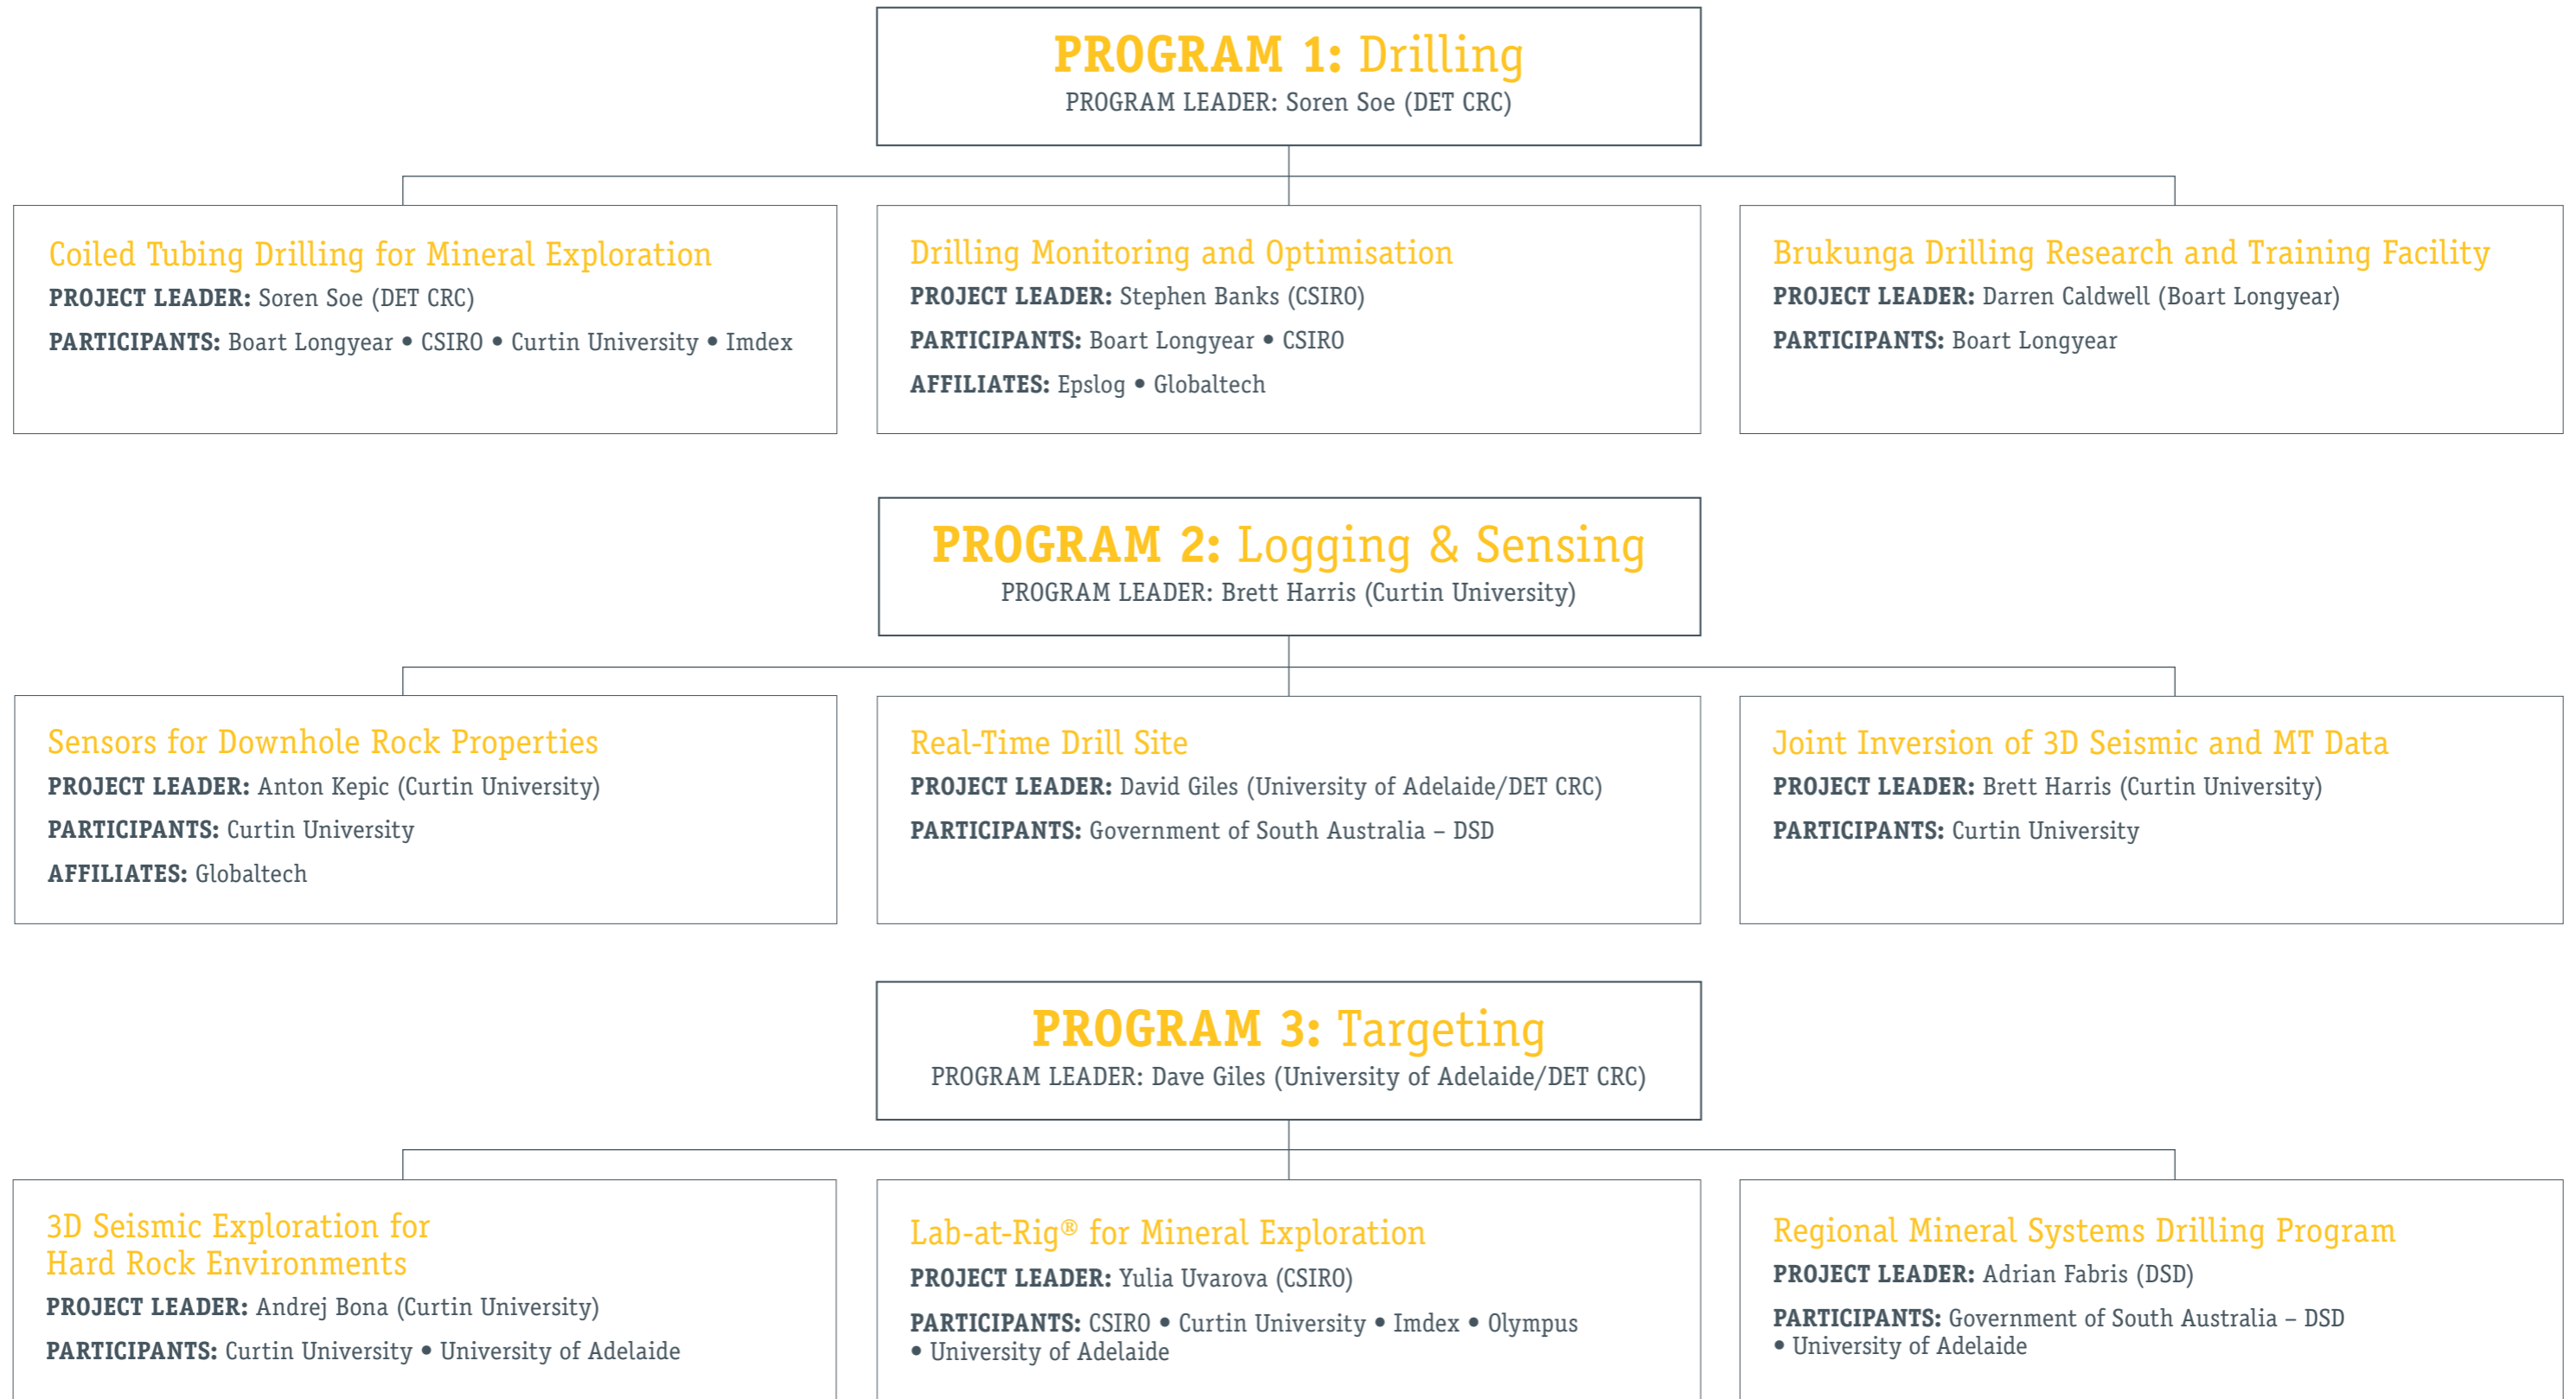 PROGRAM 1: Drilling
PROGRAM LEADER: Soren Soe (DET CRC)
Coiled Tubing Drilling for Mineral Exploration
PROJECT LEADER: Soren Soe (DET CRC)
PARTICIPANTS: Boart Longyear • CSIRO • Curtin University • Imdex
Drilling Monitoring and Optimisation
PROJECT LEADER: Stephen Banks (CSIRO)
PARTICIPANTS: Boart Longyear • CSIRO
AFFILIATES: Epslog • Globaltech
Brukunga Drilling Research and Training Facility
PROJECT LEADER: Darren Caldwell (Boart Longyear)
PARTICIPANTS: Boart Longyear
PROGRAM 2: Logging & Sensing
PROGRAM LEADER: Brett Harris (Curtin University)
Sensors for Downhole Rock Properties
PROJECT LEADER: Anton Kepic (Curtin University)
PARTICIPANTS: Curtin University
AFFILIATES: Globaltech
Real-Time Drill Site
PROJECT LEADER: David Giles (University of Adelaide/DET CRC)
PARTICIPANTS: Government of South Australia – DSD
Joint Inversion of 3D Seismic and MT Data
PROJECT LEADER: Brett Harris (Curtin University)
PARTICIPANTS: Curtin University
PROGRAM 3: Targeting
PROGRAM LEADER: Dave Giles (University of Adelaide/DET CRC)
3D Seismic Exploration for
Hard Rock Environments
PROJECT LEADER: Andrej Bona (Curtin University)
PARTICIPANTS: Curtin University • University of Adelaide
Lab-at-Rig® for Mineral Exploration
PROJECT LEADER: Yulia Uvarova (CSIRO)
PARTICIPANTS: CSIRO • Curtin University • Imdex • Olympus
• University of Adelaide
Regional Mineral Systems Drilling Program
PROJECT LEADER: Adrian Fabris (DSD)
PARTICIPANTS: Government of South Australia – DSD
• University of Adelaide